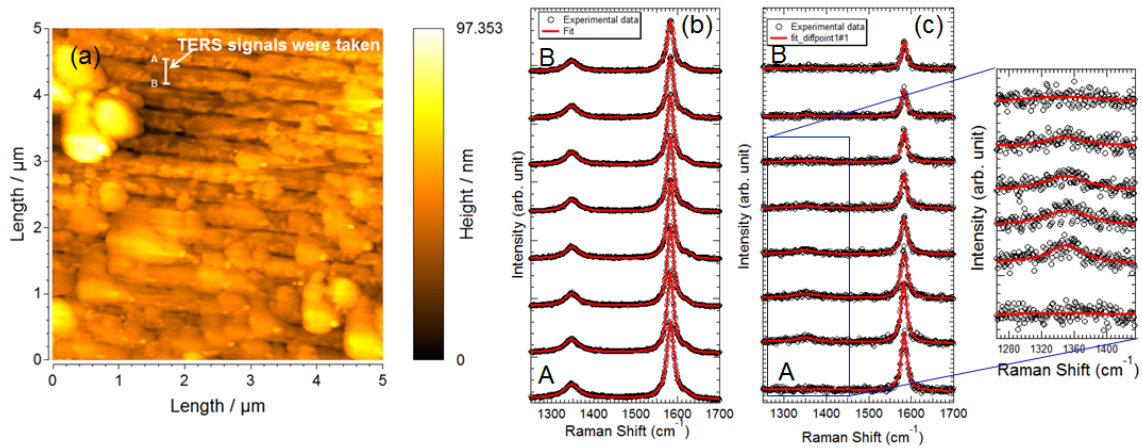 (a)
TERS signals were taken
A
B
5
4
3
2
1
0
Length / µm
0 1 2 3 4 5
Length / µm
97.353
Height / nm
0
(b)
Experimental data
Fit
B
A
Intensity (arb. unit)
1300 1400 1500 1600 1700
Raman Shift (cm⁻¹)
(c)
Experimental data
fit_diffpoint1#1
B
A
Intensity (arb. unit)
1300 1400 1500 1600 1700
Raman Shift (cm⁻¹)
Intensity (arb. unit)
1280 1320 1360 1400
Raman Shift (cm⁻¹)